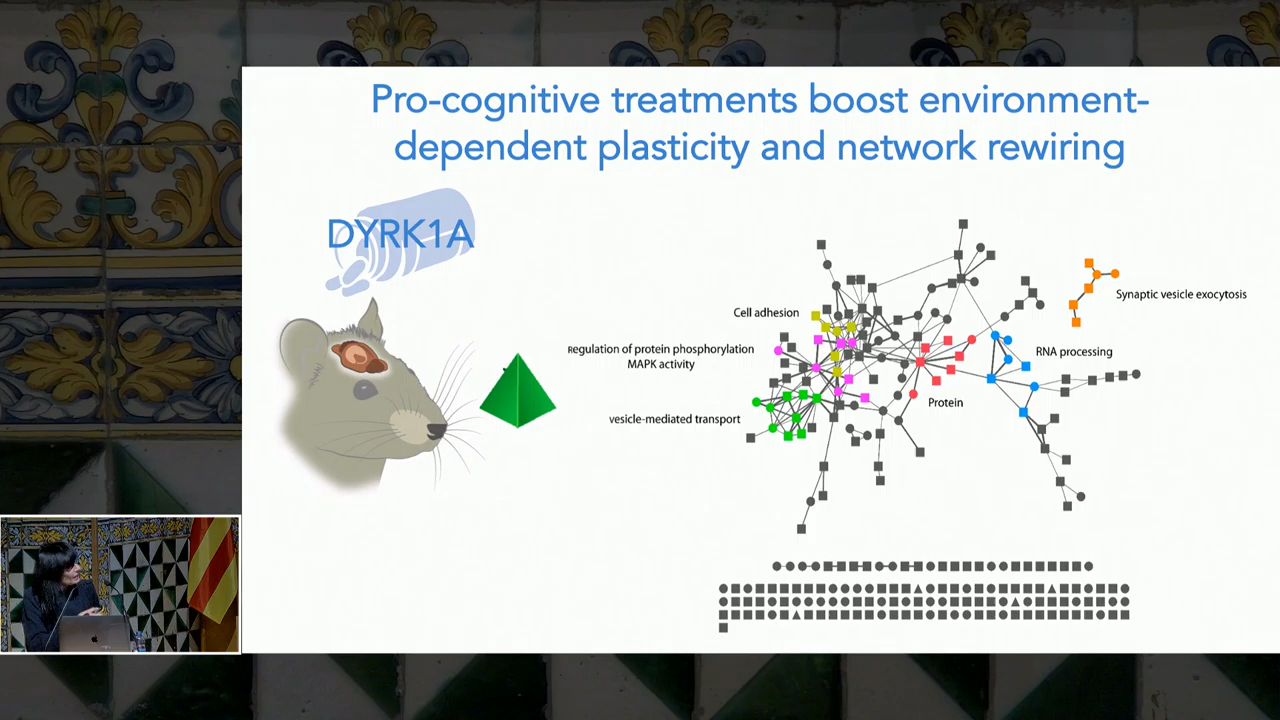 Pro-cognitive treatments boost environment-
dependent plasticity and network rewiring
DYRK1A
Cell adhesion
Regulation of protein phosphorylation
MAPK activity
vesicle-mediated transport
Synaptic vesicle exocytosis
RNA processing
Protein